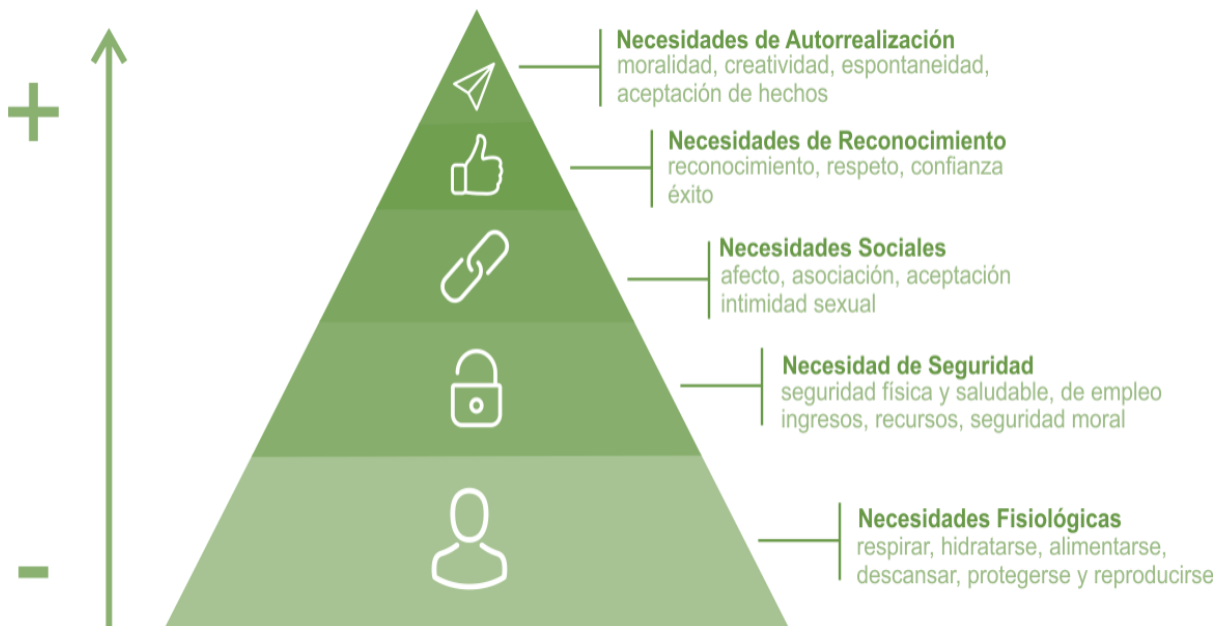 +
Necesidades de Autorrealización
moralidad, creatividad, espontaneidad,
aceptación de hechos
Necesidades de Reconocimiento
reconocimiento, respeto, confianza
éxito
Necesidades Sociales
afecto, asociación, aceptación
intimidad sexual
Necesidad de Seguridad
seguridad física y saludable, de empleo
ingresos, recursos, seguridad moral
Necesidades Fisiológicas
respirar, hidratarse, alimentarse,
descansar, protegerse y reproducirse
-